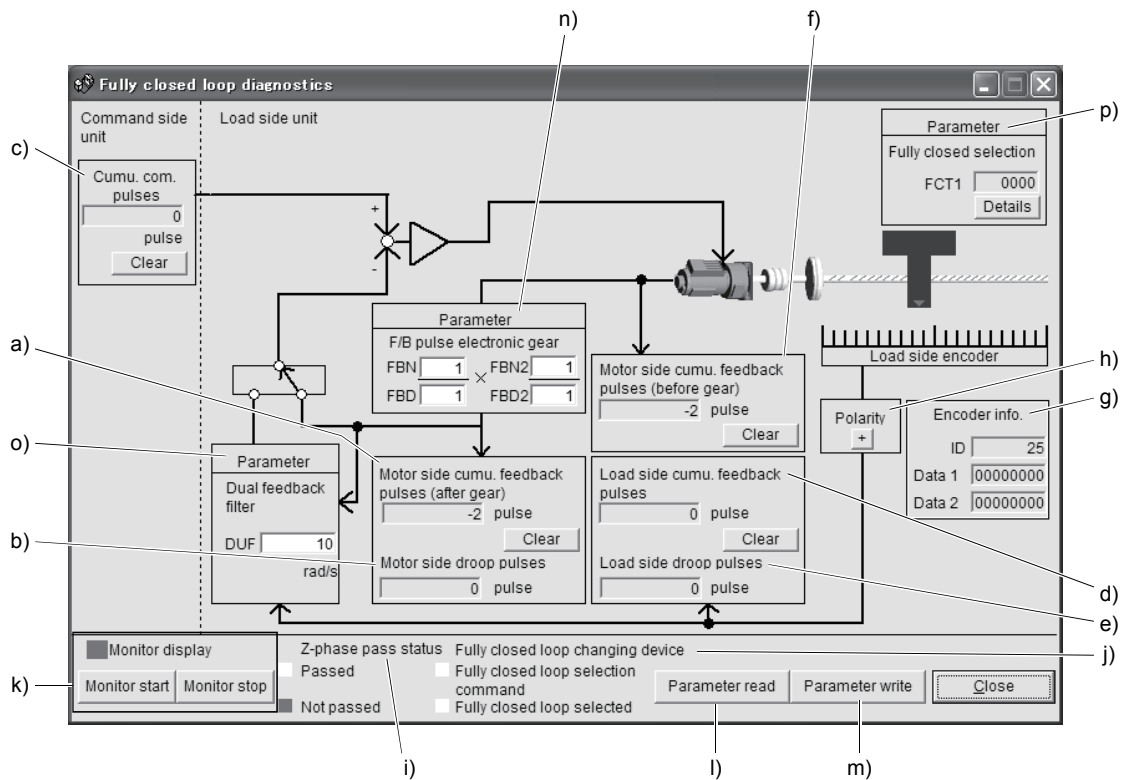 n)
f)
Fully closed loop diagnostics
Command side
unit
Load side unit
p)
Parameter
Fully closed selection
FCT1 0000
Details
c)
Cumu. com.
pulses
0
pulse
Clear
+
-
n)
Parameter
F/B pulse electronic gear
FBN 1 × FBN2 1
FBD 1 FBD2 1
a)
Motor side cumu. feedback
pulses (before gear)
-2 pulse
Clear
Load side encoder
h)
Polarity
+
g)
Encoder info.
ID 25
Data 1 00000000
Data 2 00000000
o)
Parameter
Dual feedback
filter
DUF 10
rad/s
Motor side cumu. feedback
pulses (after gear)
-2 pulse
Clear
b)
Motor side droop pulses
0 pulse
Load side cumu. feedback
pulses
0 pulse
Clear
d)
Load side droop pulses
0 pulse
e)
k)
Monitor display
Monitor start Monitor stop
Z-phase pass status
Passed
Not passed
Fully closed loop changing device
Fully closed loop selection
command
Fully closed loop selected
j)
Parameter read Parameter write Close
i)
l)
m)